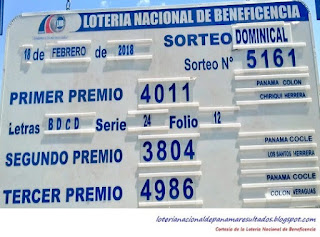 LOTERIA NACIONAL DE BENEFICENCIA
18 de FEBRERO de 2018 SORTEO DOMINICAL
Sorteo Nº 5161
PRIMER PREMIO 4011 PANAMA COLON
CHIRIQUI HERRERA
Letras BDCD Serie 24 Folio 12
SEGUNDO PREMIO 3804 PANAMA COCLE
LOS SANTOS HERRERA
TERCER PREMIO 4986 PANAMA COCLE
COLON VERAGUAS
loterianacionaldepanamaresultados.blogspot.com
Cortesía de la Lotería Nacional de Beneficencia